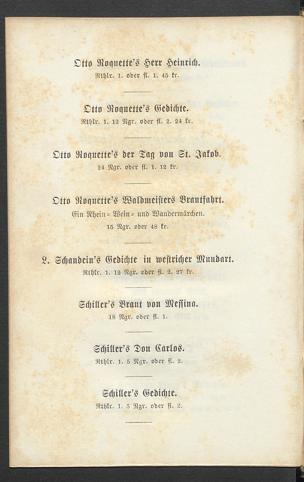 Otto Roquette's Herr Heinrich.
Rthlr. 1. oder fl. 1. 45 kr.
Otto Roquette's Gedichte.
Rthlr. 1. 12 Ngr. oder fl. 2. 24 kr.
Otto Roquette's der Tag von St. Jakob.
24 Ngr. oder fl. 1. 12 kr.
Otto Roquette's Waldmeisters Brautfahrt.
Ein Rhein- Wein- und Wandermärchen.
15 Ngr. oder 48 kr.
L. Schandein's Gedichte in westricher Mundart.
Rthlr. 1. 12 Ngr. oder fl. 2. 27 kr.
Schiller's Braut von Messina.
18 Ngr. oder fl. 1.
Schiller's Don Carlos.
Rthlr. 1. 5 Ngr. oder fl. 2.
Schiller's Gedichte.
Rthlr. 1. 5 Ngr. oder fl. 2.